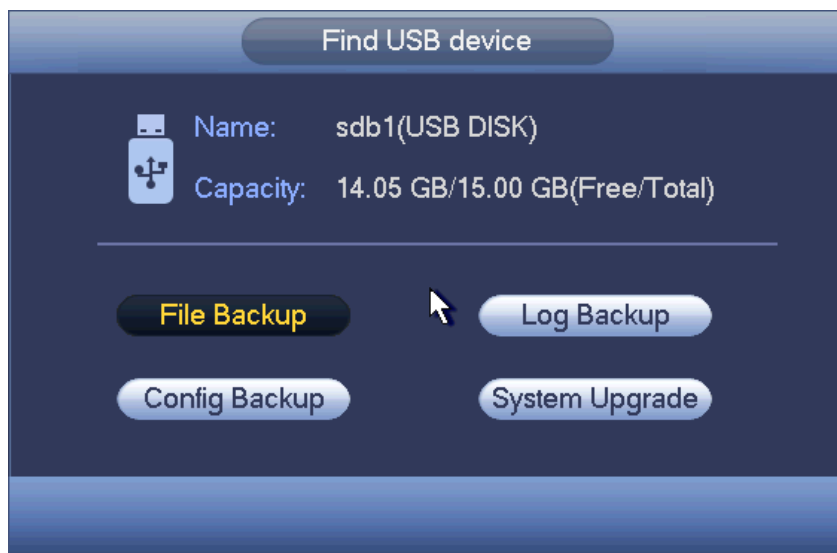 Find USB device
Name: sdb1(USB DISK)
Capacity: 14.05 GB/15.00 GB(Free/Total)
File Backup Log Backup
Config Backup System Upgrade